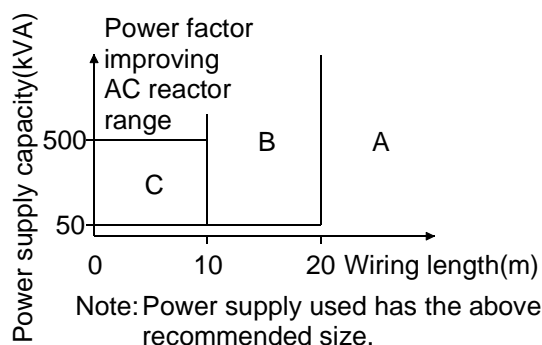 Power supply capacity(kVA)
Power factor
improving
AC reactor
range
500
B
A
C
50
0
10
20
Wiring length(m)
Note: Power supply used has the above
recommended size.